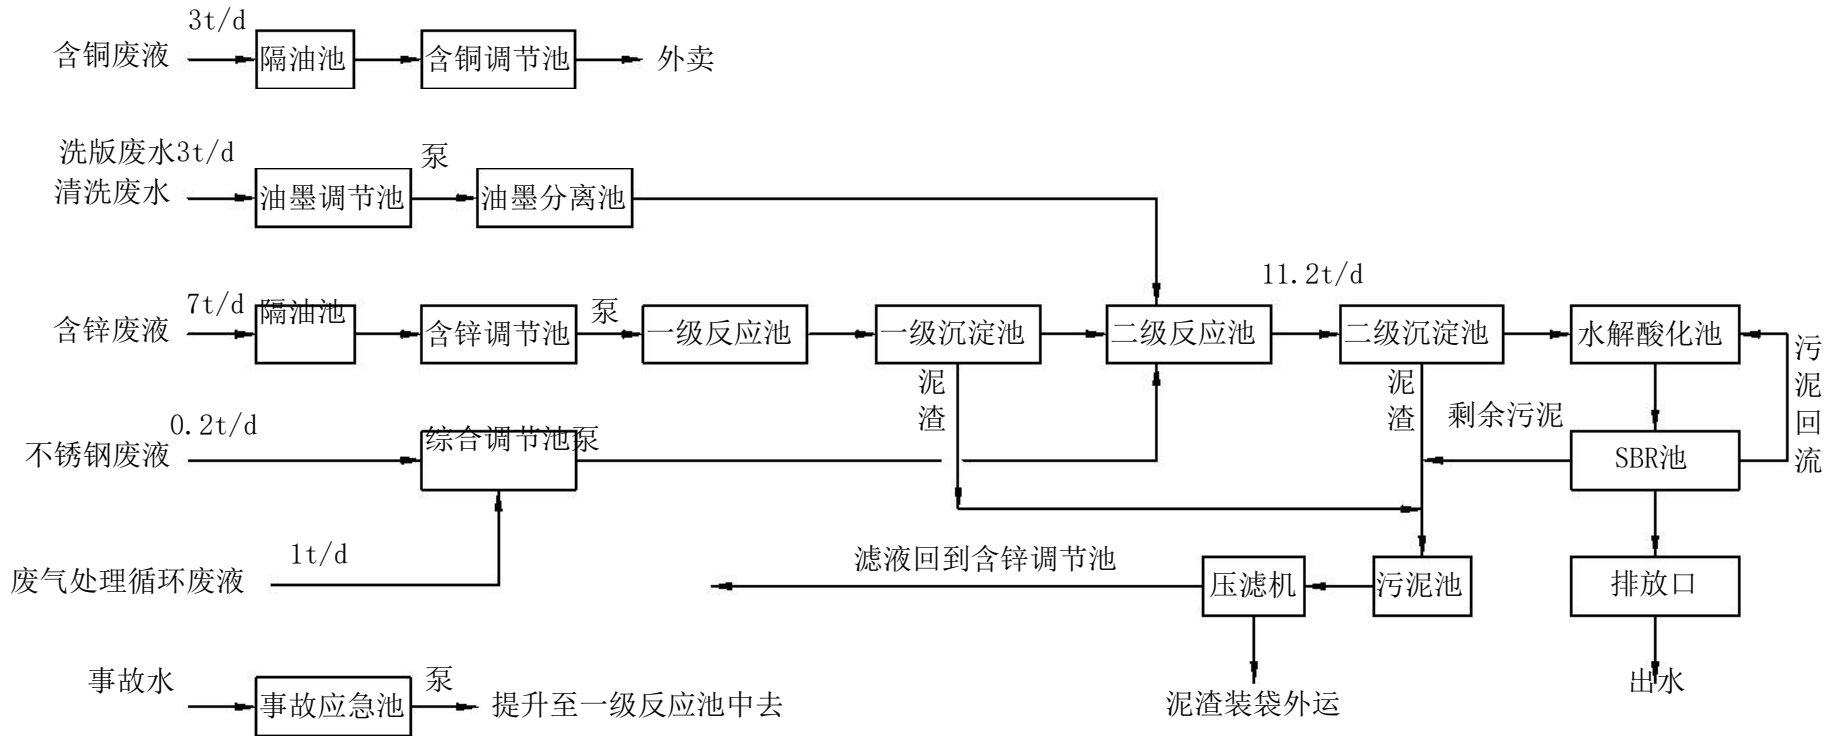 3t/d
含铜废液
隔油池
含铜调节池
外卖
洗版废水3t/d
清洗废水
油墨调节池
泵
油墨分离池
11.2t/d
7t/d
含锌废液
隔油池
含锌调节池
泵
一级反应池
一级沉淀池
二级反应池
二级沉淀池
水解酸化池
污泥回流
泥渣
泥渣
剩余污泥
0.2t/d
不锈钢废液
综合调节池泵
SBR池
1t/d
废气处理循环废液
滤液回到含锌调节池
压滤机
污泥池
排放口
事故水
事故应急池
泵
提升至一级反应池中去
泥渣装袋外运
出水